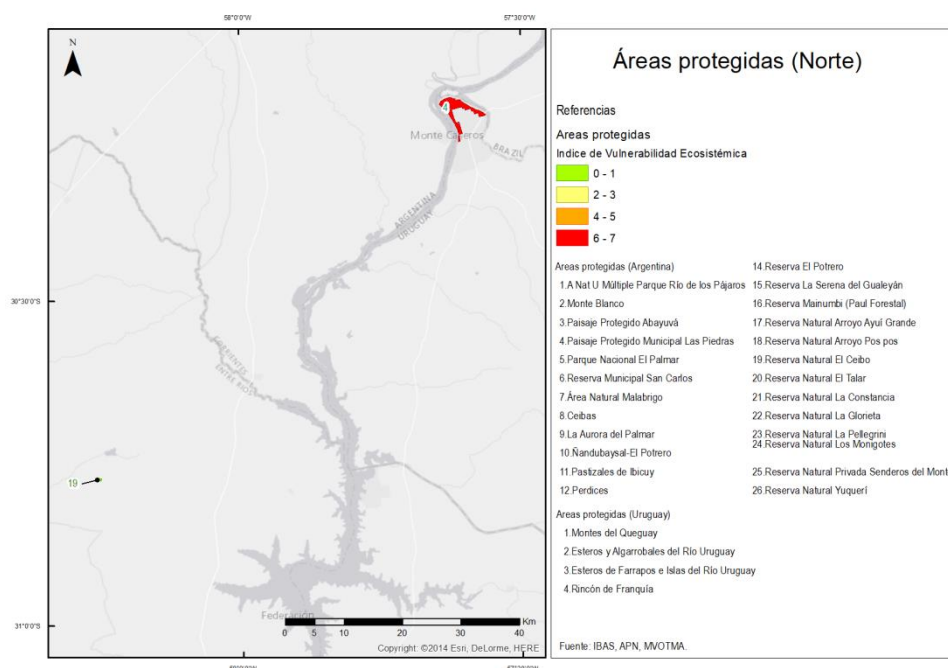 58°0'0"W
57°30'0"W
N
4
Monte Caseros
BRAZIL
ARGENTINA
URUGUAY
30°30'0"S
CORRIENTES
ENTRE RIOS
19
31°0'0"S
Federación
Km
0 5 10 20 30 40
Copyright: ©2014 Esri, DeLorme, HERE
Áreas protegidas (Norte)
Referencias
Areas protegidas
Indice de Vulnerabilidad Ecosistémica
0 - 1
2 - 3
4 - 5
6 - 7
Areas protegidas (Argentina)
1.A Nat U Múltiple Parque Río de los Pájaros
2.Monte Blanco
3.Paisaje Protegido Abayuvá
4.Paisaje Protegido Municipal Las Piedras
5.Parque Nacional El Palmar
6.Reserva Municipal San Carlos
7.Área Natural Malabrigo
8.Ceibas
9.La Aurora del Palmar
10.Ñandubaysal-El Potrero
11.Pastizales de Ibicuy
12.Perdices
14.Reserva El Potrero
15.Reserva La Serena del Gualeyán
16.Reserva Mainumbi (Paul Forestal)
17.Reserva Natural Arroyo Ayuí Grande
18.Reserva Natural Arroyo Pos pos
19.Reserva Natural El Ceibo
20.Reserva Natural El Talar
21.Reserva Natural La Constancia
22.Reserva Natural La Glorieta
23.Reserva Natural La Pellegrini
24.Reserva Natural Los Monigotes
25.Reserva Natural Privada Senderos del Mont
26.Reserva Natural Yuquerí
Areas protegidas (Uruguay)
1.Montes del Queguay
2.Esteros y Algarrobales del Río Uruguay
3.Esteros de Farrapos e Islas del Río Uruguay
4.Rincón de Franquía
Fuente: IBAS, APN, MVOTMA.